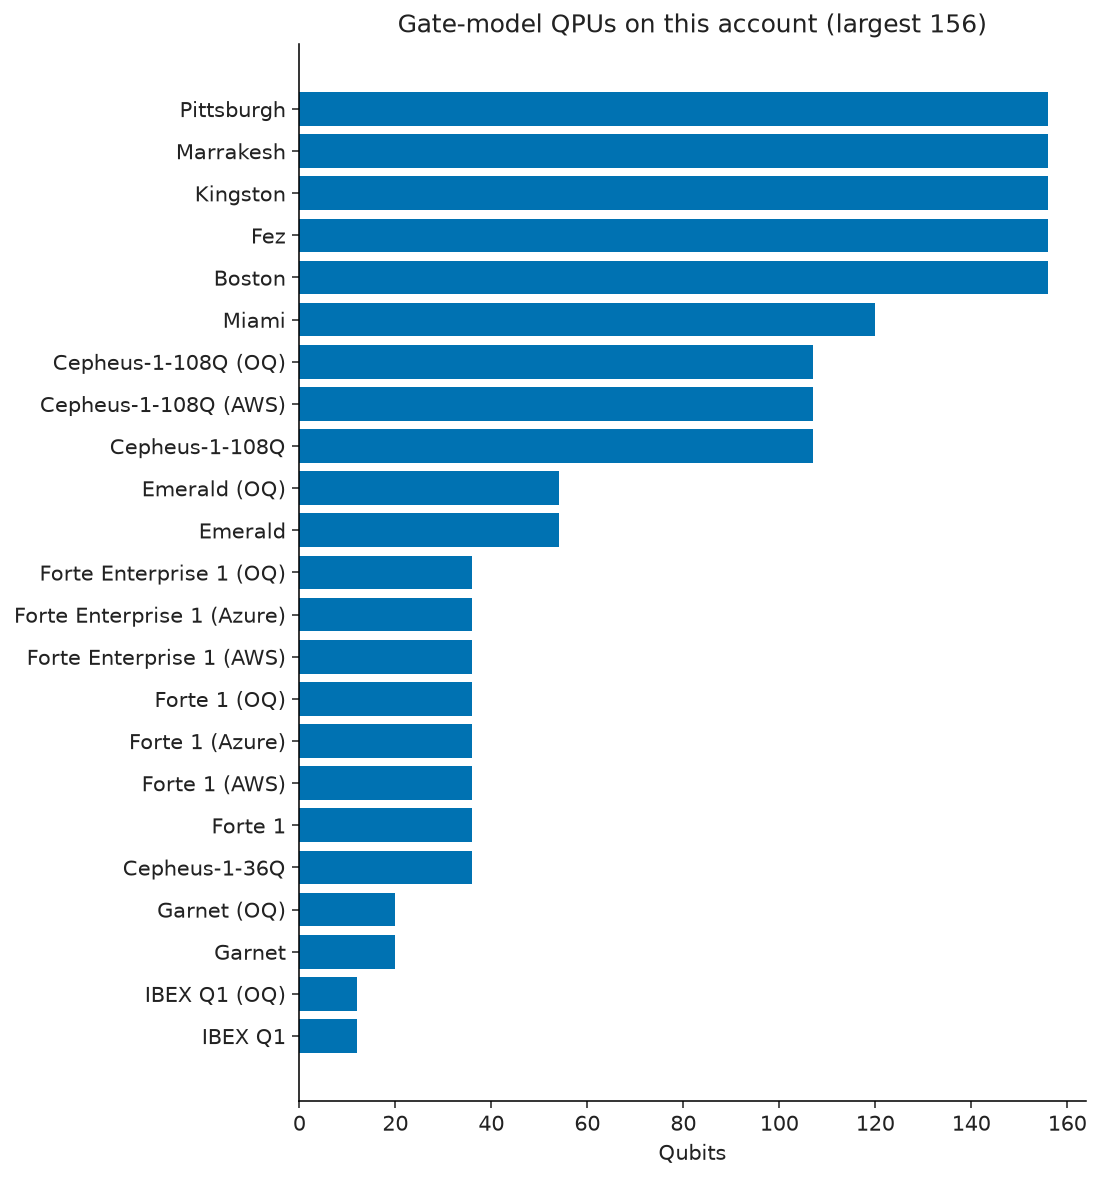 Gate-model QPUs on this account (largest 156)
Pittsburgh
Marrakesh
Kingston
Fez
Boston
Miami
Cepheus-1-108Q (OQ)
Cepheus-1-108Q (AWS)
Cepheus-1-108Q
Emerald (OQ)
Emerald
Forte Enterprise 1 (OQ)
Forte Enterprise 1 (Azure)
Forte Enterprise 1 (AWS)
Forte 1 (OQ)
Forte 1 (Azure)
Forte 1 (AWS)
Forte 1
Cepheus-1-36Q
Garnet (OQ)
Garnet
IBEX Q1 (OQ)
IBEX Q1
0 20 40 60 80 100 120 140 160
Qubits